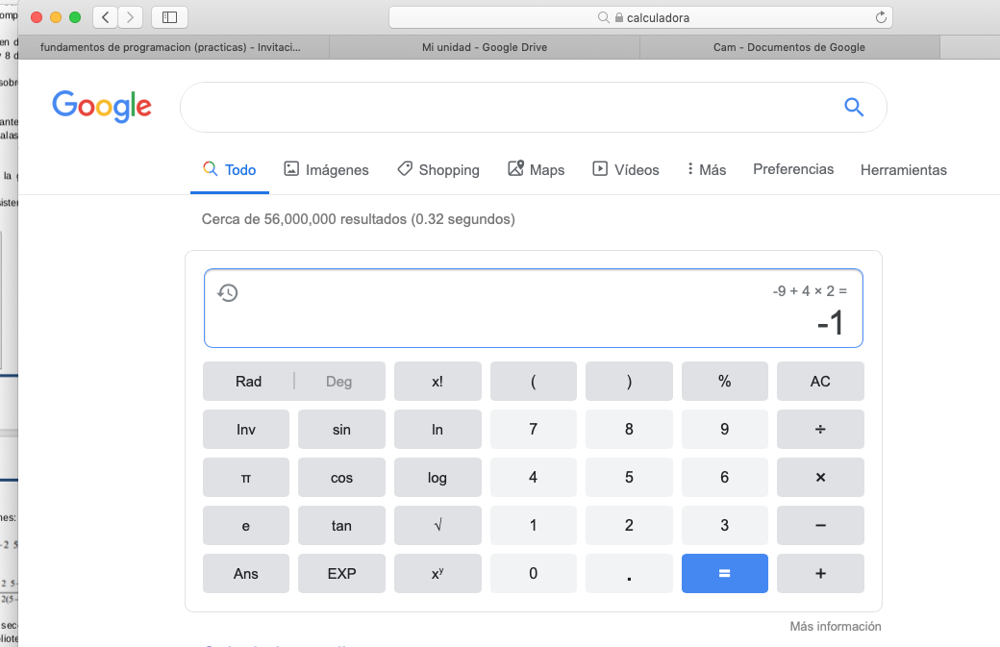 calculadora
fundamentos de programacion (practicas) - Invitaci...
Mi unidad - Google Drive
Cam - Documentos de Google
Google
Todo
Imágenes
Shopping
Maps
Vídeos
Más
Preferencias
Herramientas
Cerca de 56,000,000 resultados (0.32 segundos)
-9 + 4 × 2 =
-1
Rad | Deg x! ( ) % AC
Inv sin ln 7 8 9 ÷
π cos log 4 5 6 ×
e tan √ 1 2 3 −
Ans EXP xʸ 0 . = +
Más información